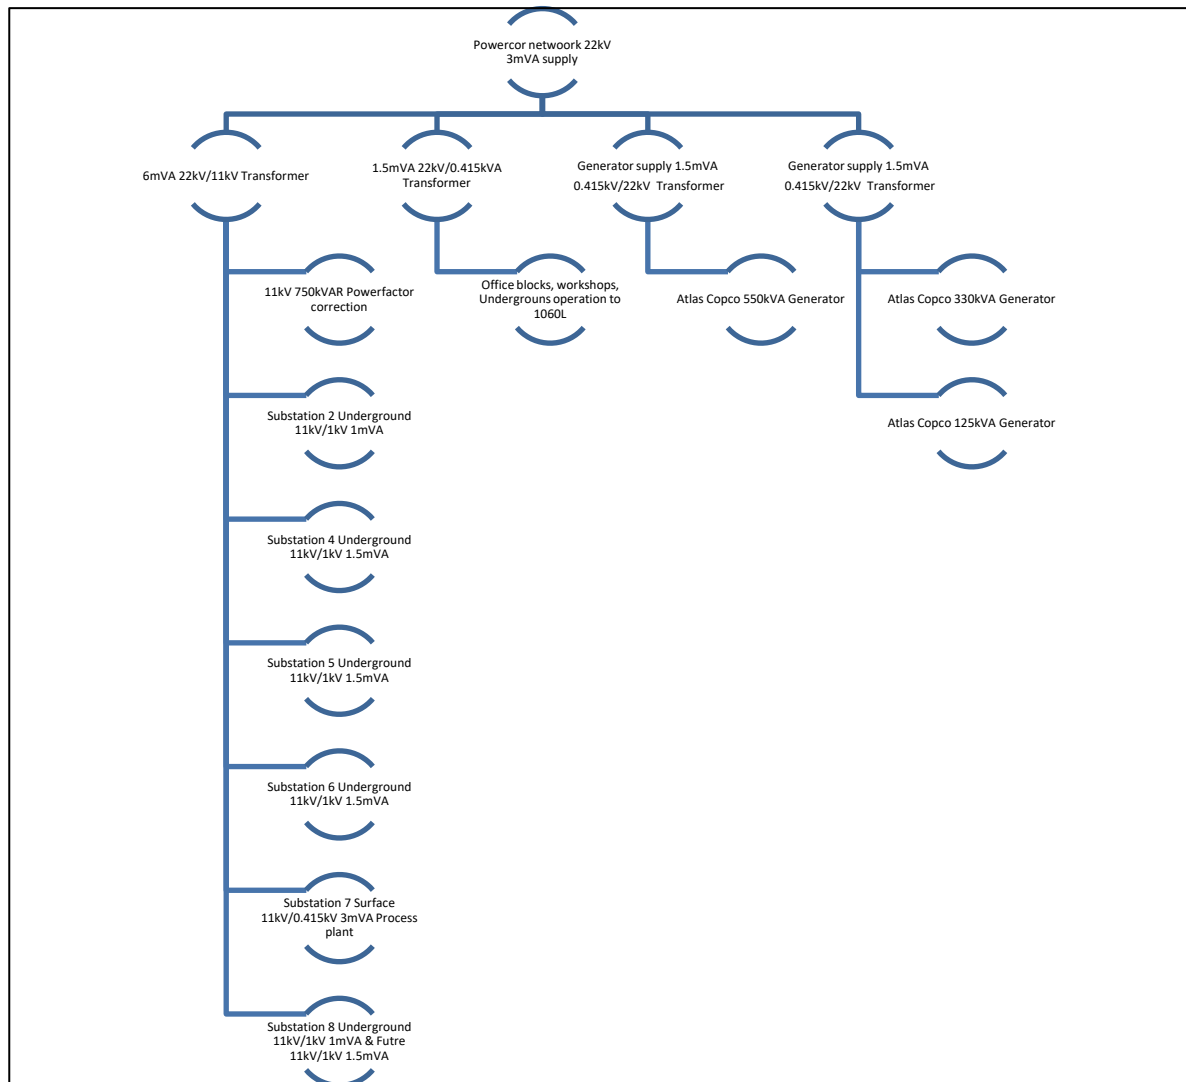 Powercor netwoork 22kV
3mVA supply
6mVA 22kV/11kV Transformer
1.5mVA 22kV/0.415kVA
Transformer
Generator supply 1.5mVA
0.415kV/22kV Transformer
Generator supply 1.5mVA
0.415kV/22kV Transformer
11kV 750kVAR Powerfactor
correction
Office blocks, workshops,
Undergrouns operation to
1060L
Atlas Copco 550kVA Generator
Atlas Copco 330kVA Generator
Substation 2 Underground
11kV/1kV 1mVA
Atlas Copco 125kVA Generator
Substation 4 Underground
11kV/1kV 1.5mVA
Substation 5 Underground
11kV/1kV 1.5mVA
Substation 6 Underground
11kV/1kV 1.5mVA
Substation 7 Surface
11kV/0.415kV 3mVA Process
plant
Substation 8 Underground
11kV/1kV 1mVA & Futre
11kV/1kV 1.5mVA